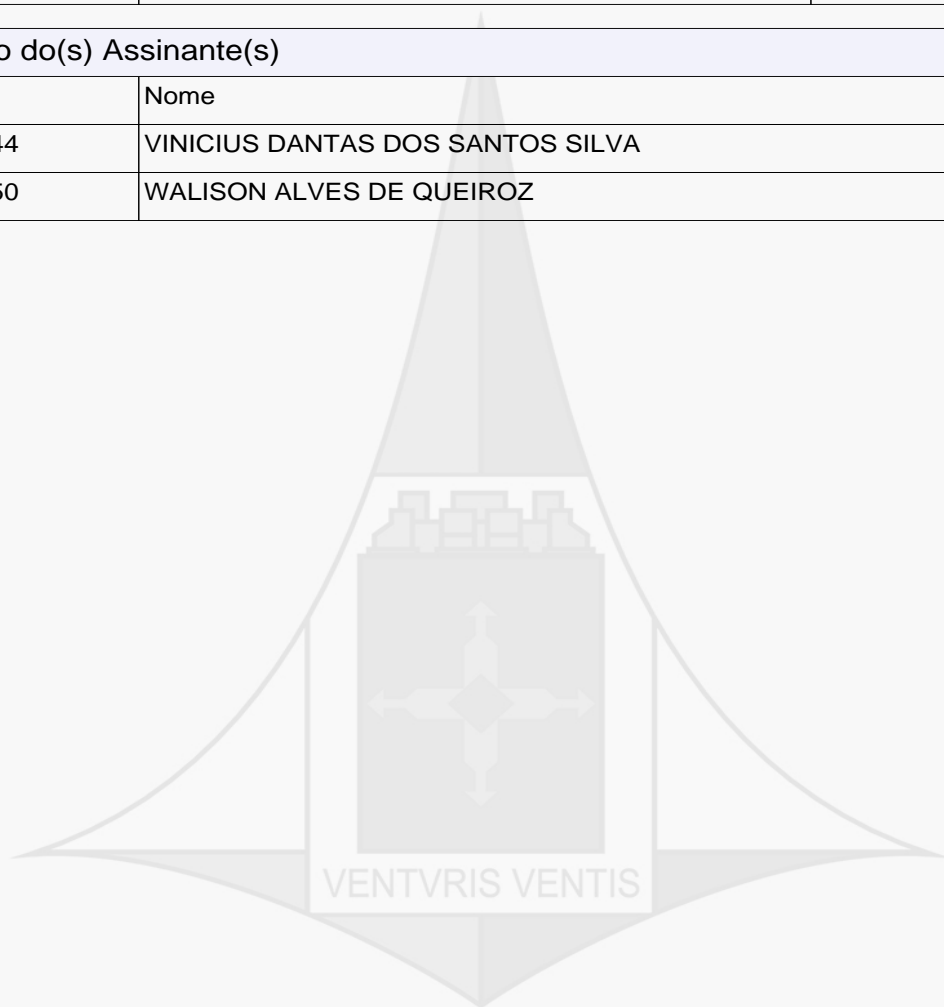 o do(s) Assinante(s)
Nome
44 VINICIUS DANTAS DOS SANTOS SILVA
50 WALISON ALVES DE QUEIROZ
VENTVRIS VENTIS